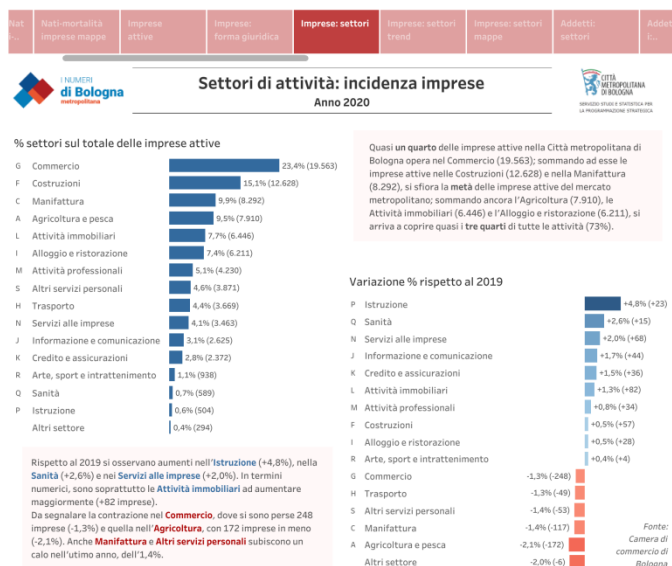 Nat
i-..
Nati-mortalità
imprese mappe
Imprese
attive
Imprese:
forma giuridica
Imprese: settori
Imprese: settori
trend
Imprese: settori
mappe
Addetti:
settori
Addet
i:..
I NUMERI
di Bologna
metropolitana
Settori di attività: incidenza imprese
Anno 2020
CITTÀ
METROPOLITANA
DI BOLOGNA
SERVIZIO STUDI E STATISTICA PER
LA PROGRAMMAZIONE STRATEGICA
% settori sul totale delle imprese attive
G Commercio 23,4% (19.563)
F Costruzioni 15,1% (12.628)
C Manifattura 9,9% (8.292)
A Agricoltura e pesca 9,5% (7.910)
L Attività immobiliari 7,7% (6.446)
I Alloggio e ristorazione 7,4% (6.211)
M Attività professionali 5,1% (4.230)
S Altri servizi personali 4,6% (3.871)
H Trasporto 4,4% (3.669)
N Servizi alle imprese 4,1% (3.463)
J Informazione e comunicazione 3,1% (2.625)
K Credito e assicurazioni 2,8% (2.372)
R Arte, sport e intrattenimento 1,1% (938)
Q Sanità 0,7% (589)
P Istruzione 0,6% (504)
Altri settore 0,4% (294)
Rispetto al 2019 si osservano aumenti nell'Istruzione (+4,8%), nella
Sanità (+2,6%) e nei Servizi alle imprese (+2,0%). In termini
numerici, sono soprattutto le Attività immobiliari ad aumentare
maggiormente (+82 imprese).
Da segnalare la contrazione nel Commercio, dove si sono perse 248
imprese (-1,3%) e quella nell'Agricoltura, con 172 imprese in meno
(-2,1%). Anche Manifattura e Altri servizi personali subiscono un
calo nell'utimo anno, dell'1,4%.
Quasi un quarto delle imprese attive nella Città metropolitana di
Bologna opera nel Commercio (19.563); sommando ad esse le
imprese attive nelle Costruzioni (12.628) e nella Manifattura
(8.292), si sfiora la metà delle imprese attive del mercato
metropolitano; sommando ancora l'Agricoltura (7.910), le
Attività immobiliari (6.446) e l'Alloggio e ristorazione (6.211), si
arriva a coprire quasi i tre quarti di tutte le attività (73%).
Variazione % rispetto al 2019
P Istruzione +4,8% (+23)
Q Sanità +2,6% (+15)
N Servizi alle imprese +2,0% (+68)
J Informazione e comunicazione +1,7% (+44)
K Credito e assicurazioni +1,5% (+36)
L Attività immobiliari +1,3% (+82)
M Attività professionali +0,8% (+34)
F Costruzioni +0,5% (+57)
I Alloggio e ristorazione +0,5% (+28)
R Arte, sport e intrattenimento +0,4% (+4)
G Commercio -1,3% (-248)
H Trasporto -1,3% (-49)
S Altri servizi personali -1,4% (-53)
C Manifattura -1,4% (-117)
A Agricoltura e pesca -2,1% (-172)
Altri settore -2,0% (-6)
Fonte:
Camera di
commercio di
Bologna